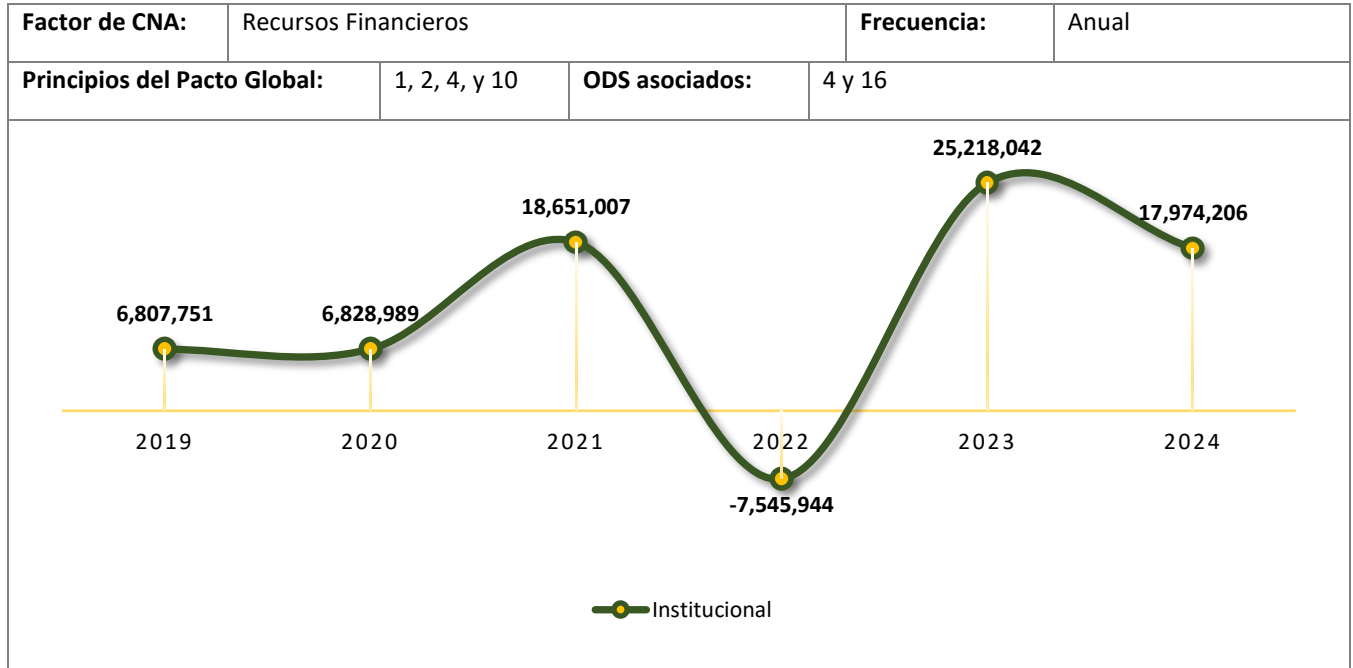 Factor de CNA: Recursos Financieros Frecuencia: Anual
Principios del Pacto Global: 1, 2, 4, y 10 ODS asociados: 4 y 16
25,218,042
18,651,007
17,974,206
6,807,751
6,828,989
2019 2020 2021 2022 2023 2024
-7,545,944
Institucional